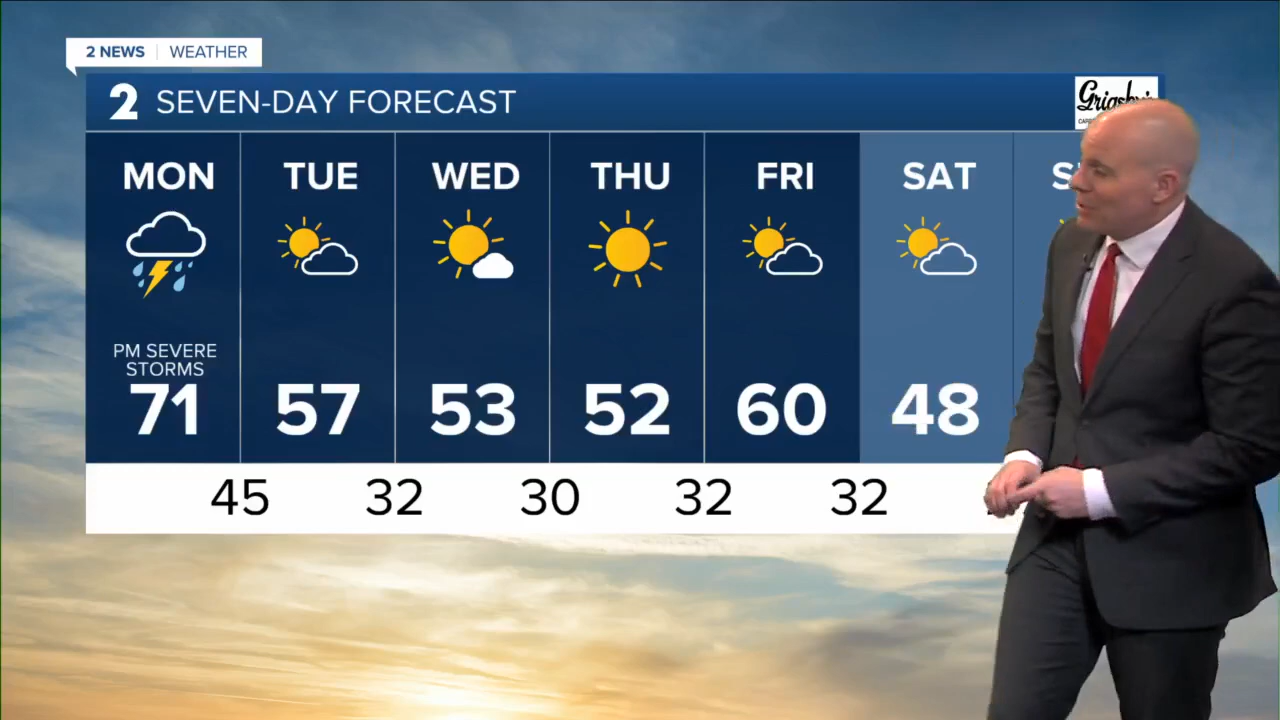 2 NEWS | WEATHER
2 SEVEN-DAY FORECAST
MON TUE WED THU FRI SAT
PM SEVERE
STORMS
71 57 53 52 60 48
45 32 30 32 32